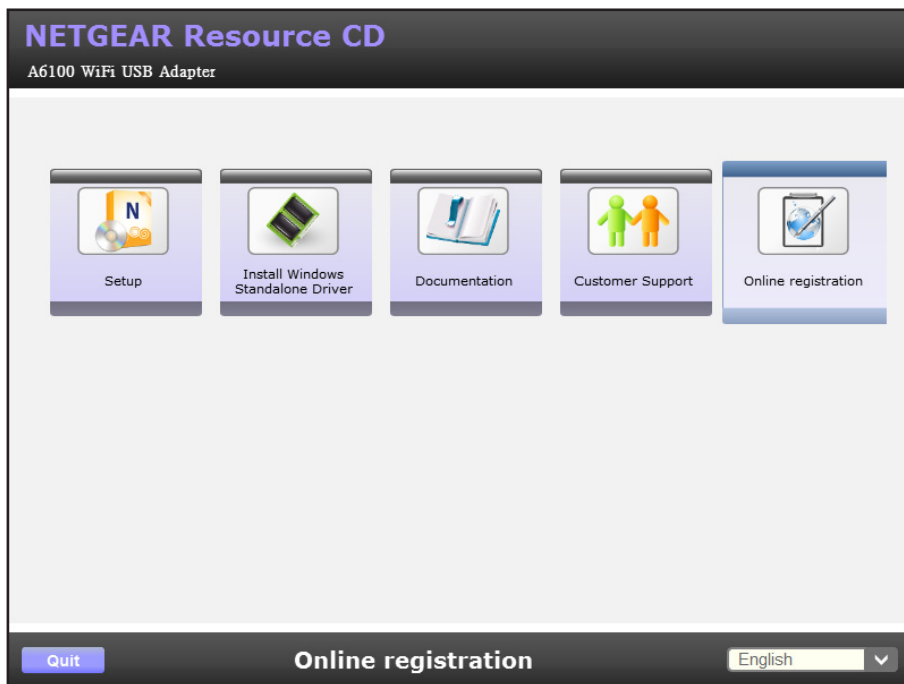 NETGEAR Resource CD
A6100 WiFi USB Adapter
N
Setup
Install Windows
Standalone Driver
Documentation
Customer Support
Online registration
Quit
Online registration
English